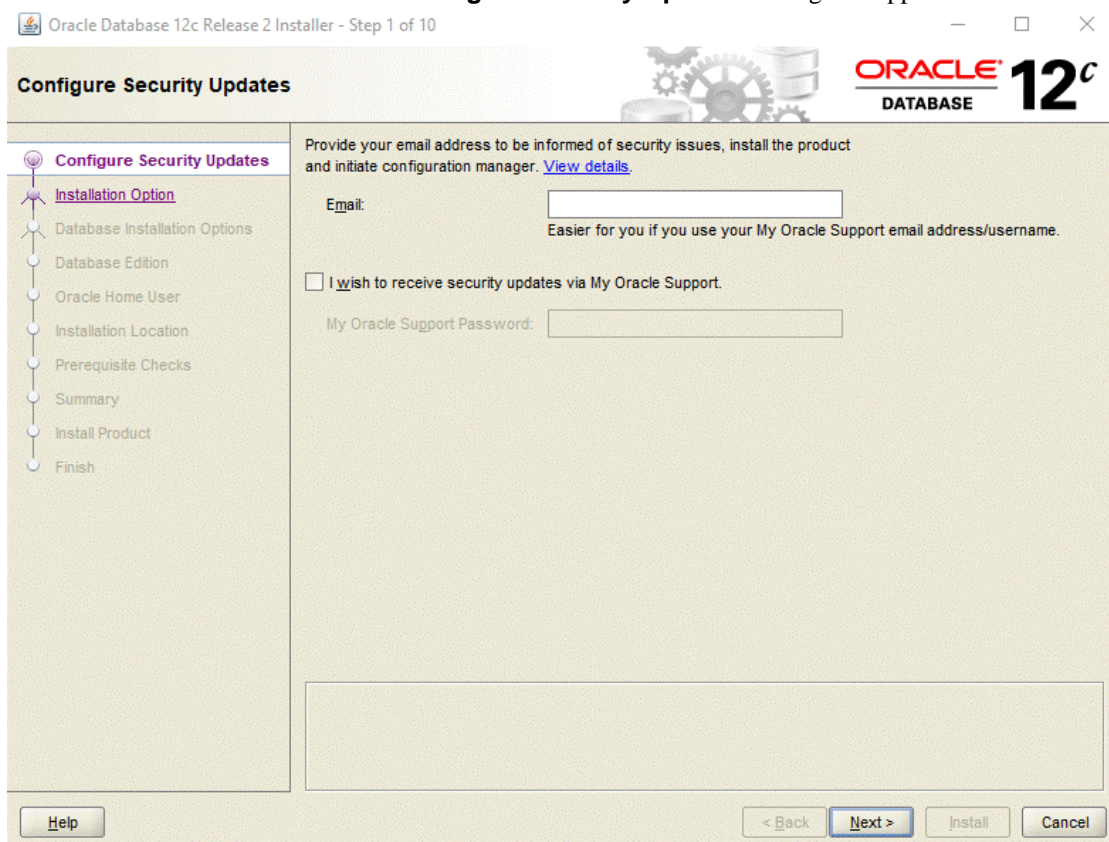 Oracle Database 12c Release 2 Installer - Step 1 of 10
Configure Security Updates
ORACLE
DATABASE
12c
Configure Security Updates
Installation Option
Database Installation Options
Database Edition
Oracle Home User
Installation Location
Prerequisite Checks
Summary
Install Product
Finish
Provide your email address to be informed of security issues, install the product
and initiate configuration manager. View details.
Email:
Easier for you if you use your My Oracle Support email address/username.
I wish to receive security updates via My Oracle Support.
My Oracle Support Password:
Help
< Back
Next >
Install
Cancel